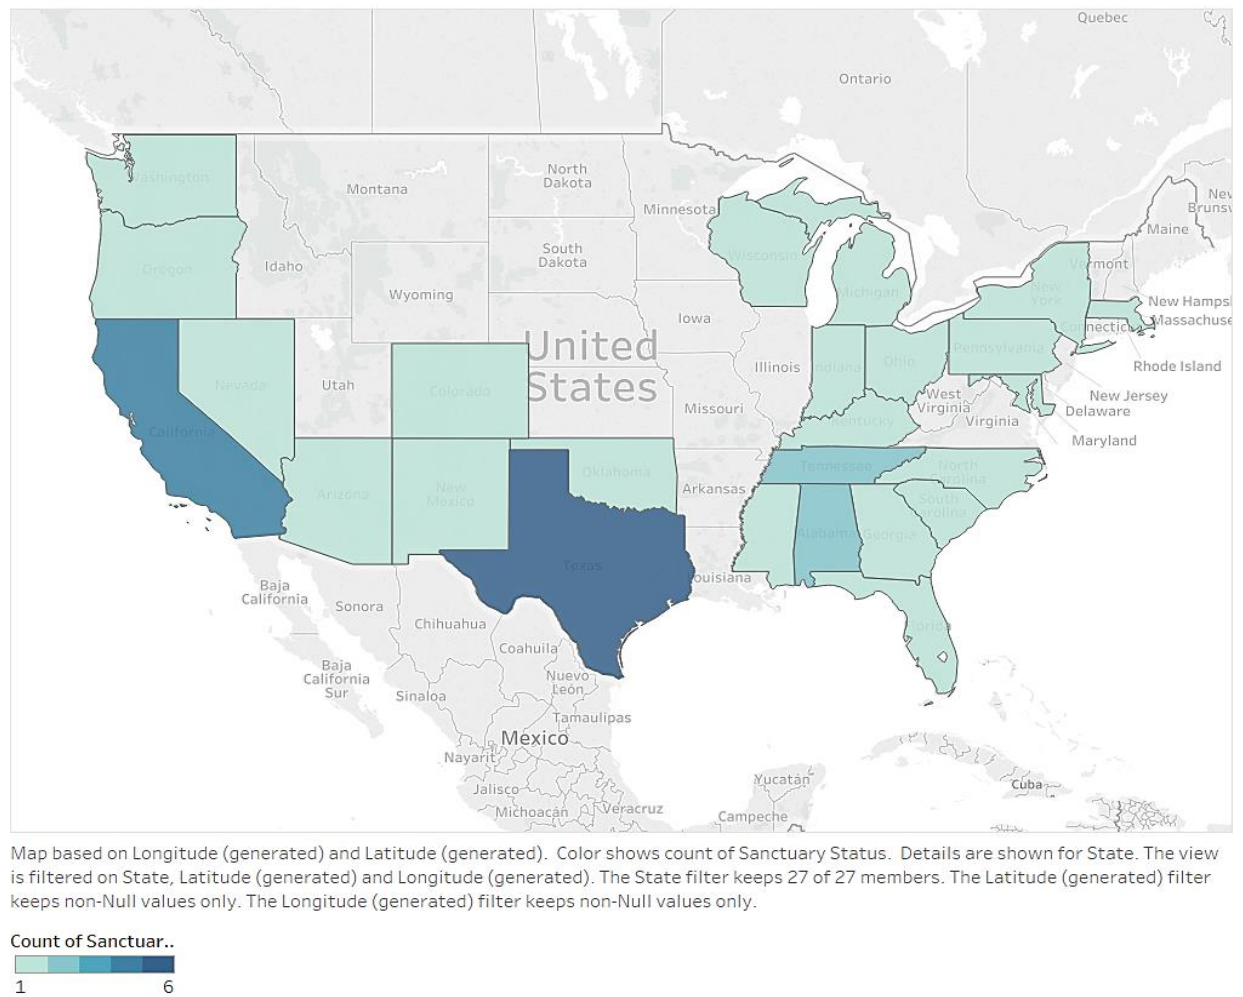 Quebec
Ontario
Washington
Montana
North
Dakota
Minnesota
New
Brunsw
Maine
Oregon
Idaho
South
Dakota
Wisconsin
Vermont
Wyoming
Michigan
New
York
New Hamps
Iowa
Massachuse
Connectic
United
States
Nevada
Utah
Colorado
Illinois
Indiana
Ohio
Pennsylvania
Rhode Island
New Jersey
West
Virginia
Virginia
Delaware
Missouri
Kentucky
Maryland
California
Arizona
New
Mexico
Oklahoma
Arkansas
Tennessee
North
Carolina
South
Carolina
Texas
Alabama
Georgia
Louisiana
Florida
Baja
California
Sonora
Chihuahua
Coahuila
Baja
California
Sur
Sinaloa
Nuevo
León
Tamaulipas
Mexico
Nayarit
Jalisco
Michoacán
Veracruz
Yucatán
Campeche
Cuba
Map based on Longitude (generated) and Latitude (generated).  Color shows count of Sanctuary Status.  Details are shown for State. The view
is filtered on State, Latitude (generated) and Longitude (generated). The State filter keeps 27 of 27 members. The Latitude (generated) filter
keeps non-Null values only. The Longitude (generated) filter keeps non-Null values only.
Count of Sanctuar..
1 6